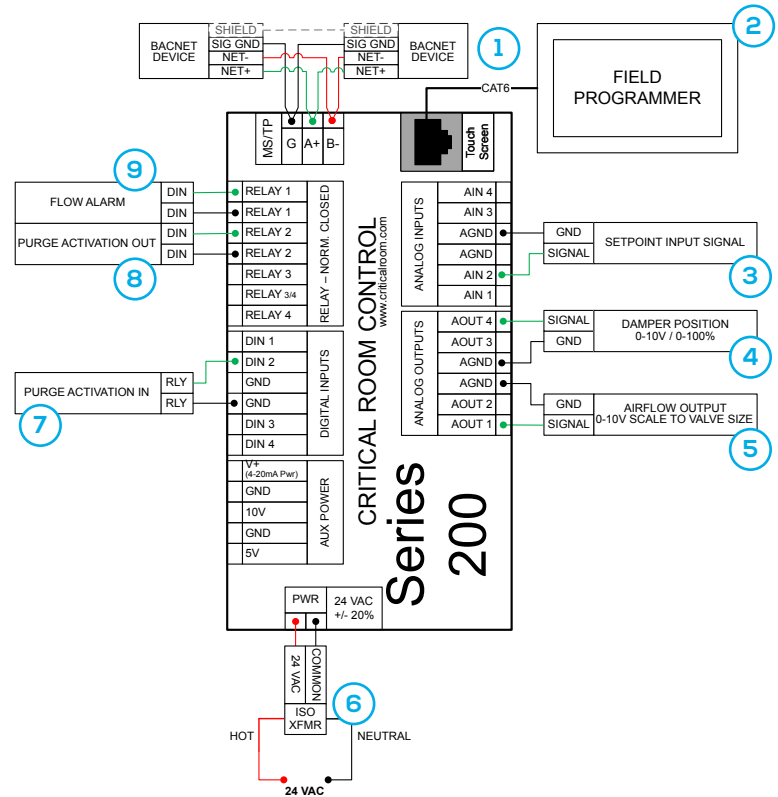 SHIELD
SHIELD
BACNET
DEVICE
SIG GND
NET-
NET+
SIG GND
NET-
NET+
BACNET
DEVICE
1
2
FIELD
PROGRAMMER
CAT6
MS/TP
G
A+
B-
Touch
Screen
9
FLOW ALARM
DIN
DIN
PURGE ACTIVATION OUT
DIN
DIN
8
RELAY 1
RELAY 1
RELAY 2
RELAY 2
RELAY 3
RELAY 3/4
RELAY 4
RELAY – NORM. CLOSED
PURGE ACTIVATION IN
RLY
RLY
7
DIN 1
DIN 2
GND
GND
DIN 3
DIN 4
DIGITAL INPUTS
V+
(4-20mA Pwr)
GND
10V
GND
5V
AUX POWER
CRITICAL ROOM CONTROL
www.criticalroom.com
Series
200
ANALOG INPUTS
AIN 4
AIN 3
AGND
AGND
AIN 2
AIN 1
GND
SIGNAL
SETPOINT INPUT SIGNAL
3
ANALOG OUTPUTS
AOUT 4
AOUT 3
AGND
AGND
AOUT 2
AOUT 1
SIGNAL
GND
DAMPER POSITION
0-10V / 0-100%
4
GND
SIGNAL
AIRFLOW OUTPUT
0-10V SCALE TO VALVE SIZE
5
PWR
24 VAC
+/- 20%
24 VAC
COMMON
ISO
XFMR
6
HOT
NEUTRAL
24 VAC